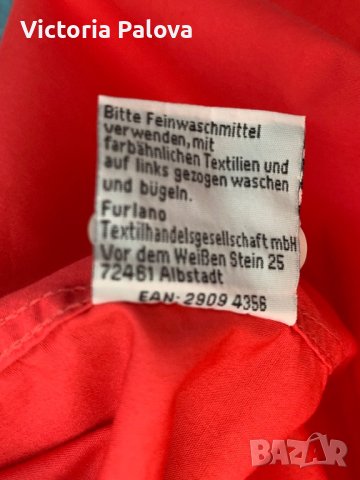 Victoria Palova
Bitte Feinwaschmittel
verwenden, mit
farbähnlichen Textilien und
auf links gezogen waschen
und bügeln.
Furlano
Textilhandelsgesellschaft mbH
Vor dem Weißen Stein 25
72461 Albstadt
EAN: 2909 4356
BAZAR